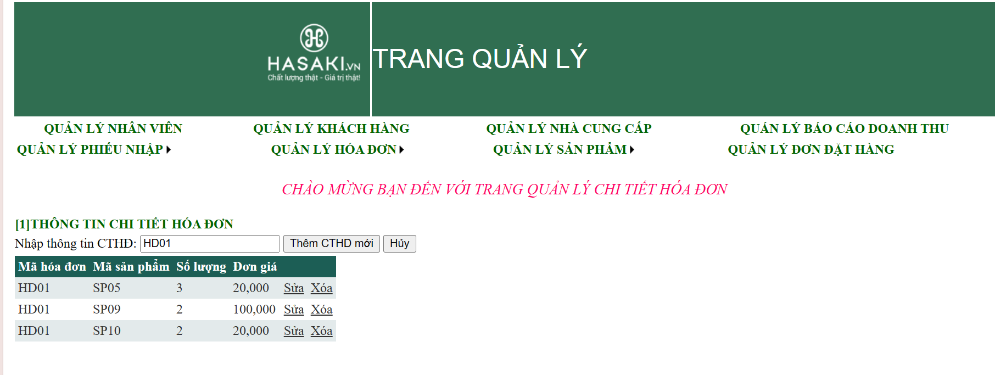 HASAKI.VN
Chất lượng thật - Giá trị thật!
TRANG QUẢN LÝ
QUẢN LÝ NHÂN VIÊN QUẢN LÝ KHÁCH HÀNG QUẢN LÝ NHÀ CUNG CẤP QUÁN LÝ BÁO CÁO DOANH THU
QUẢN LÝ PHIẾU NHẬP QUẢN LÝ HÓA ĐƠN QUẢN LÝ SẢN PHẨM QUẢN LÝ ĐƠN ĐẶT HÀNG
CHÀO MỪNG BẠN ĐẾN VỚI TRANG QUẢN LÝ CHI TIẾT HÓA ĐƠN
[1]THÔNG TIN CHI TIẾT HÓA ĐƠN
Nhập thông tin CTHĐ: HD01 Thêm CTHD mới Hủy
Mã hóa đơn Mã sản phẩm Số lượng Đơn giá
HD01 SP05 3 20,000 Sửa Xóa
HD01 SP09 2 100,000 Sửa Xóa
HD01 SP10 2 20,000 Sửa Xóa